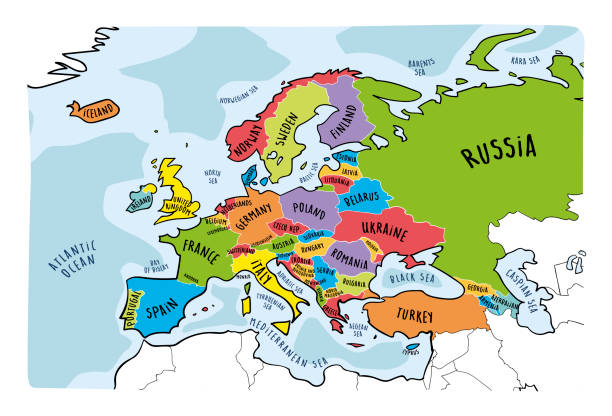 BARENTS
SEA
KARA SEA
NORWEGIAN SEA
ICELAND
NORWAY
SWEDEN
FINLAND
RUSSIA
ESTONIA
LATVIA
LITHUANIA
BALTIC SEA
NORTH
SEA
IRELAND
UNITED
KINGDOM
NETHERLANDS
BELGIUM
GERMANY
POLAND
BELARUS
CZECH REP.
UKRAINE
ATLANTIC
OCEAN
BAY
OF BISCAY
FRANCE
SWITZERLAND
AUSTRIA
SLOVAKIA
HUNGARY
ROMANIA
CROATIA
SERBIA
BULGARIA
ITALY
ADRIATIC SEA
BLACK SEA
CASPIAN SEA
GEORGIA
ARMENIA
AZERBAIJAN
PORTUGAL
SPAIN
TYRRHENIAN
SEA
MEDITERRANEAN SEA
GREECE
AEGEAN
SEA
TURKEY
CYPRUS